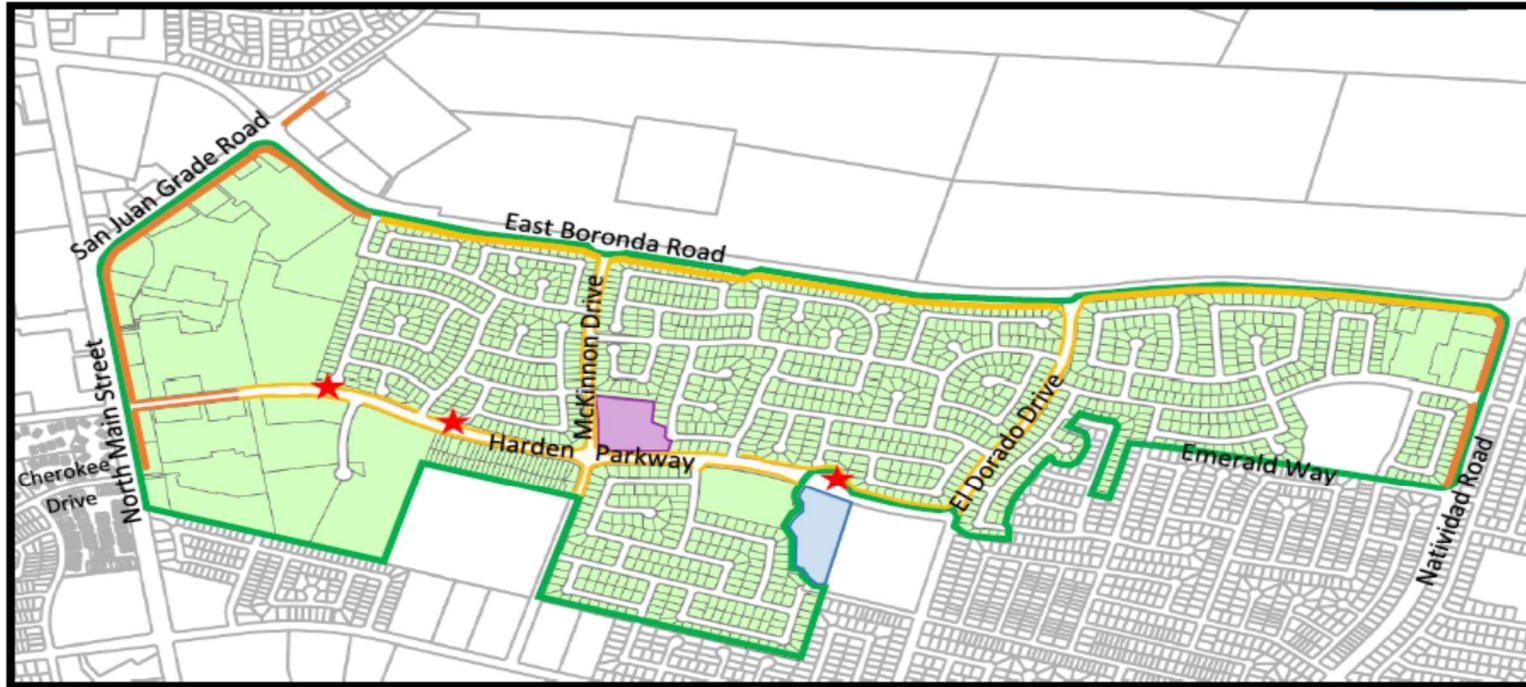 San Juan Grade Road
East Boronda Road
McKinnon Drive
North Main Street
Harden Parkway
El Dorado Drive
Emerald Way
Cherokee
Drive
Natividad Road